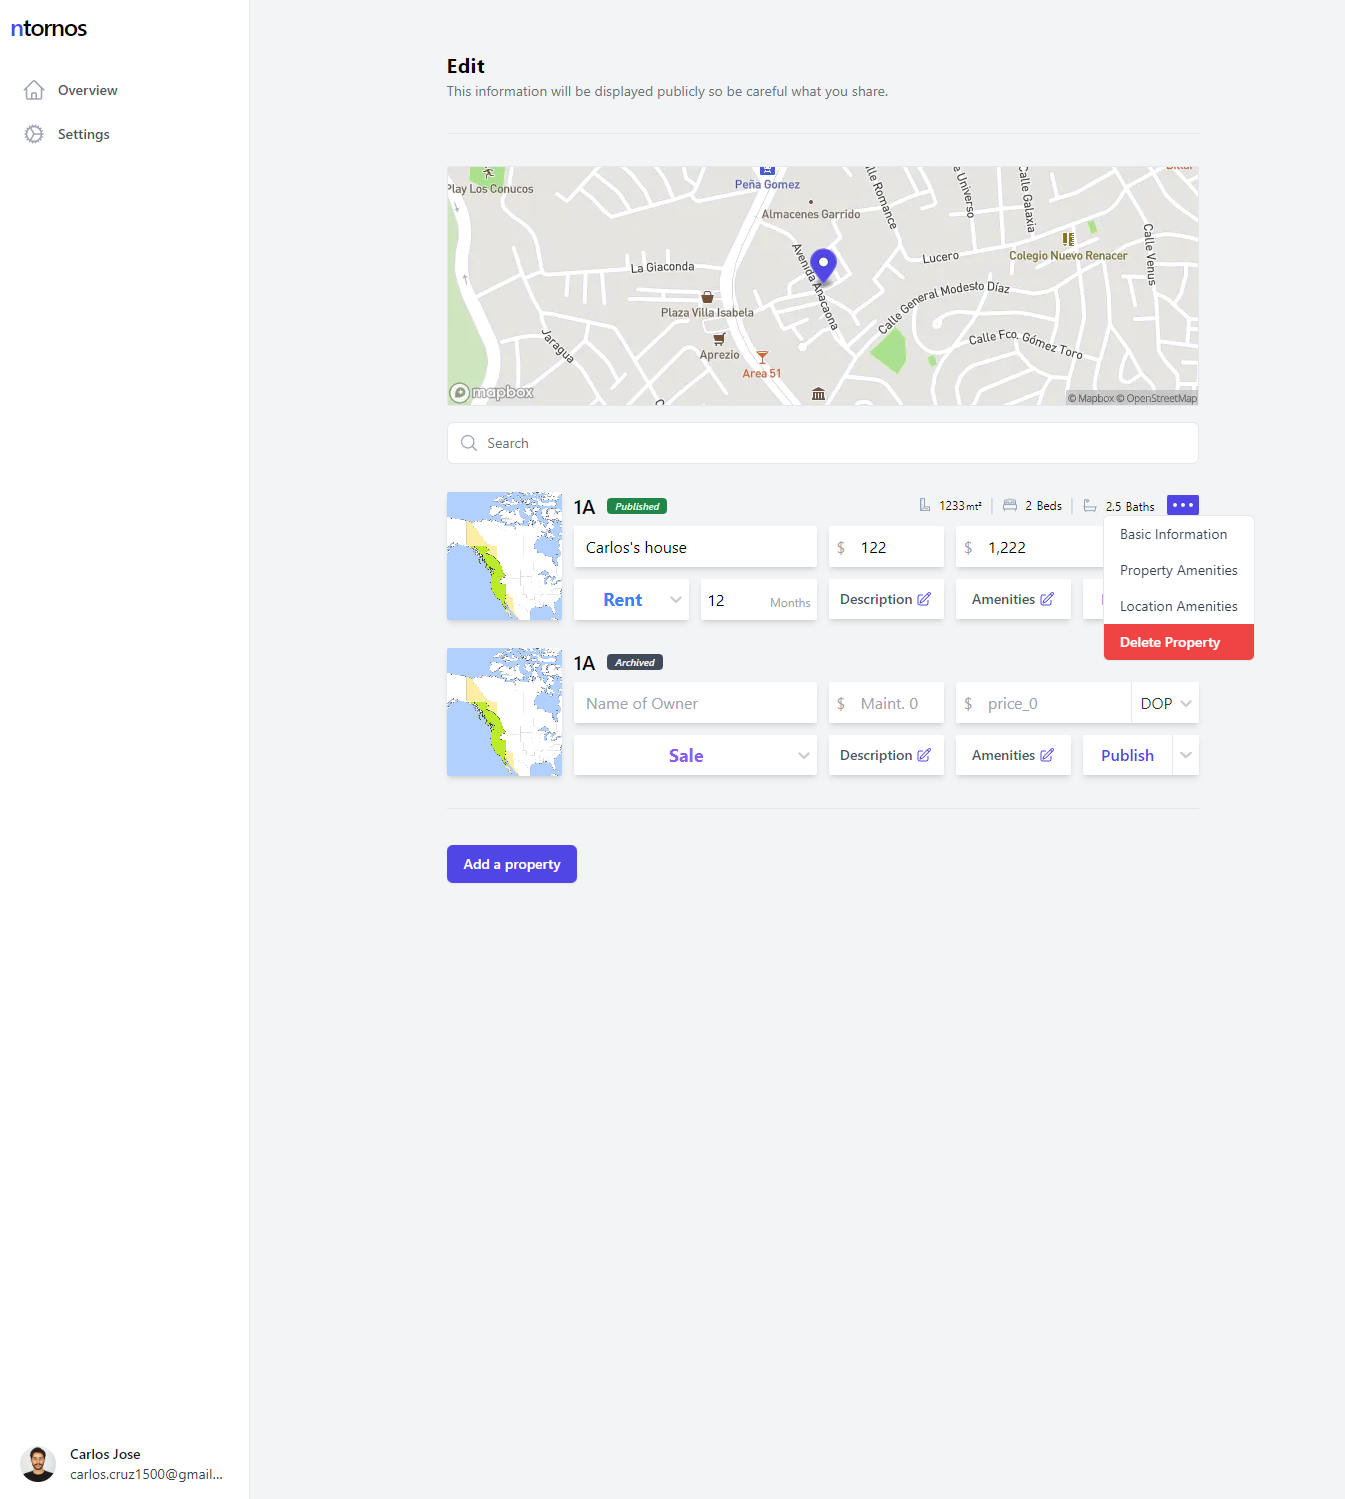 ntornos
Overview
Settings
Edit
This information will be displayed publicly so be careful what you share.
Play Los Conucos
Peña Gomez
Almacenes Garrido
Calle Galaxia
Lucero
Colegio Nuevo Renacer
Calle Venus
La Giaconda
Avenida Anacaona
Calle General Modesto Díaz
Plaza Villa Isabela
Jaragua
Aprezio
Area 51
Calle Fco. Gómez Toro
mapbox
© Mapbox © OpenStreetMap
Search
1A Published 1233 mt² 2 Beds 2.5 Baths
Carlos's house $ 122 $ 1,222
Rent 12 Months Description Amenities
Basic Information
Property Amenities
Location Amenities
Delete Property
1A Archived
Name of Owner $ Maint. 0 $ price_0 DOP
Sale Description Amenities Publish
Add a property
Carlos Jose
carlos.cruz1500@gmail...